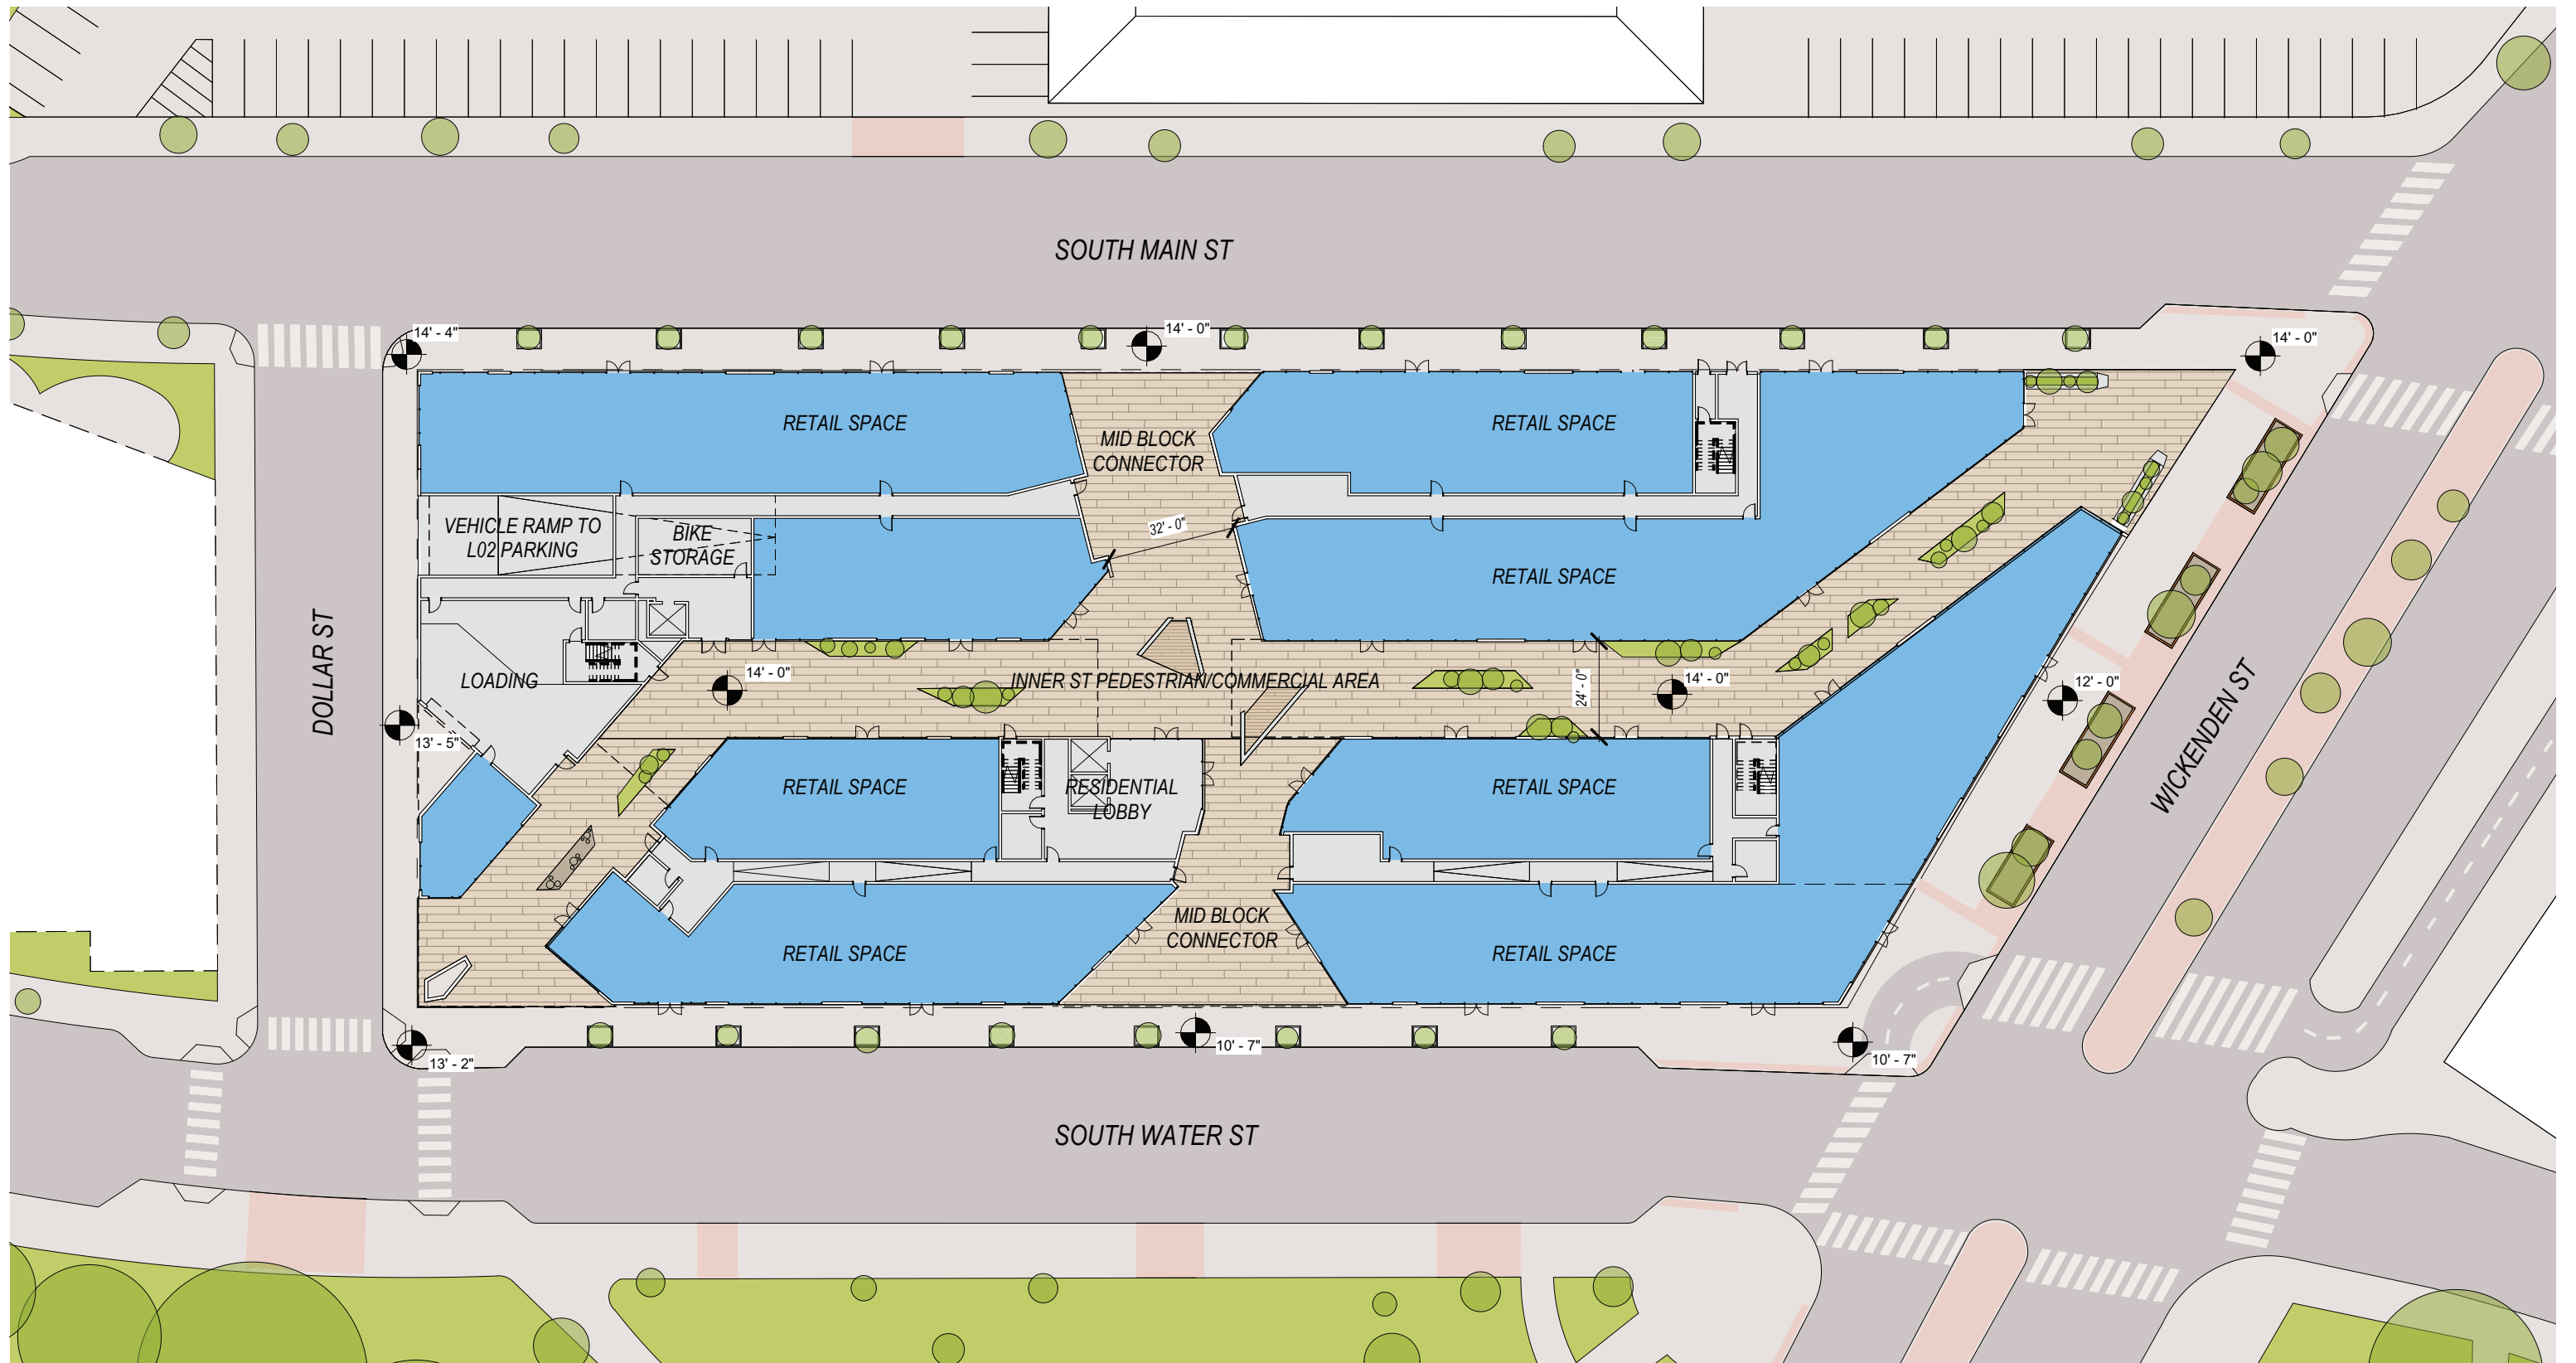 SOUTH MAIN ST
14' - 4"
14' - 0"
14' - 0"
RETAIL SPACE
MID BLOCK
CONNECTOR
RETAIL SPACE
VEHICLE RAMP TO
L02 PARKING
BIKE
STORAGE
32' - 0"
RETAIL SPACE
DOLLAR ST
LOADING
14' - 0"
INNER ST PEDESTRIAN/COMMERCIAL AREA
24' - 0"
14' - 0"
12' - 0"
WICKENDEN ST
13' - 5"
RETAIL SPACE
RESIDENTIAL
LOBBY
RETAIL SPACE
RETAIL SPACE
MID BLOCK
CONNECTOR
RETAIL SPACE
13' - 2"
10' - 7"
10' - 7"
SOUTH WATER ST